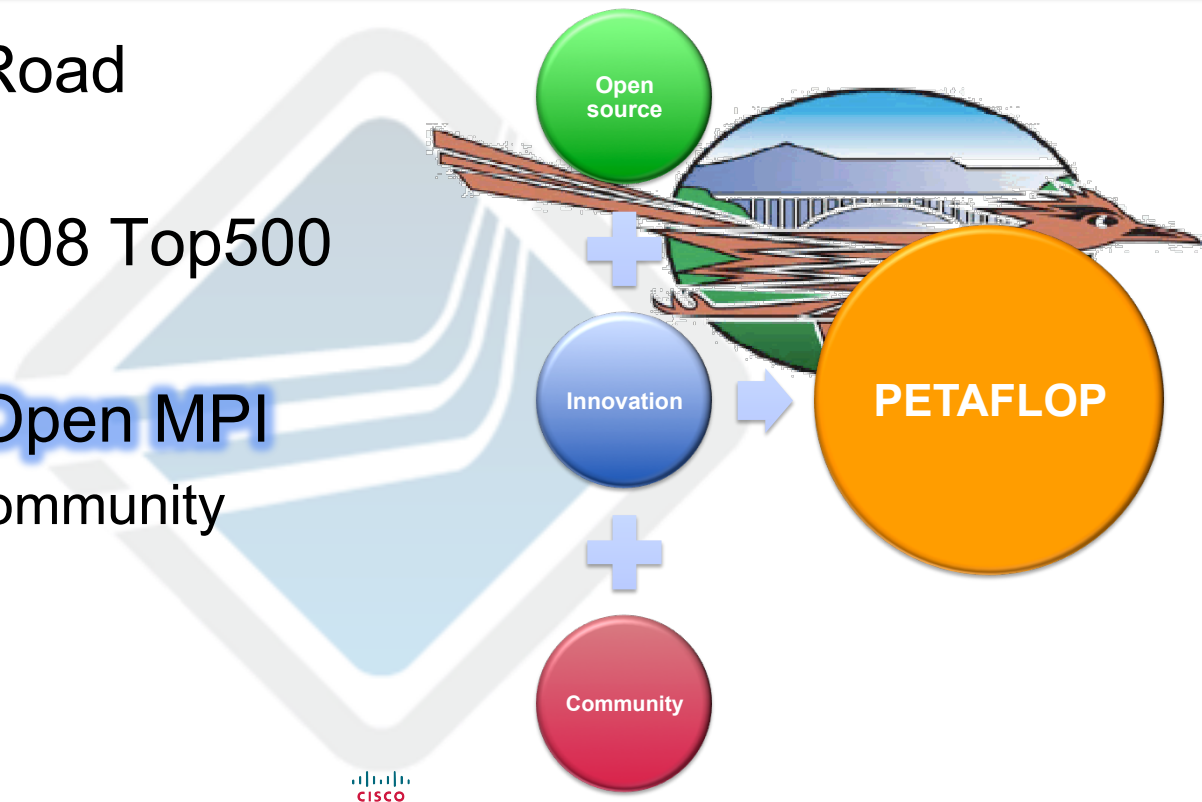 Road
008 Top500
Open MPI
ommunity
Open
source
Innovation
PETAFLOP
Community
CISCO